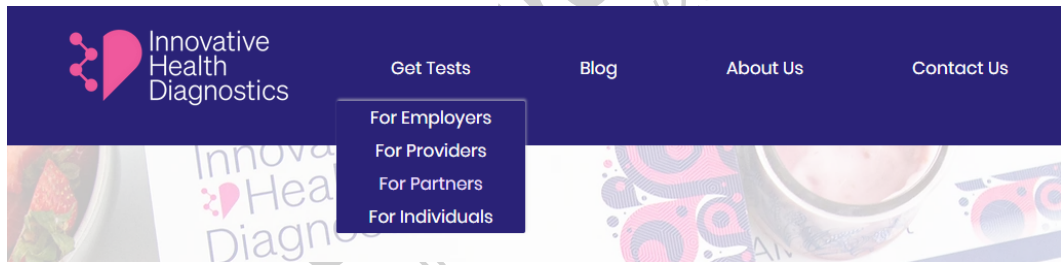 Innovative
Health
Diagnostics
Get Tests
Blog
About Us
Contact Us
For Employers
For Providers
For Partners
For Individuals